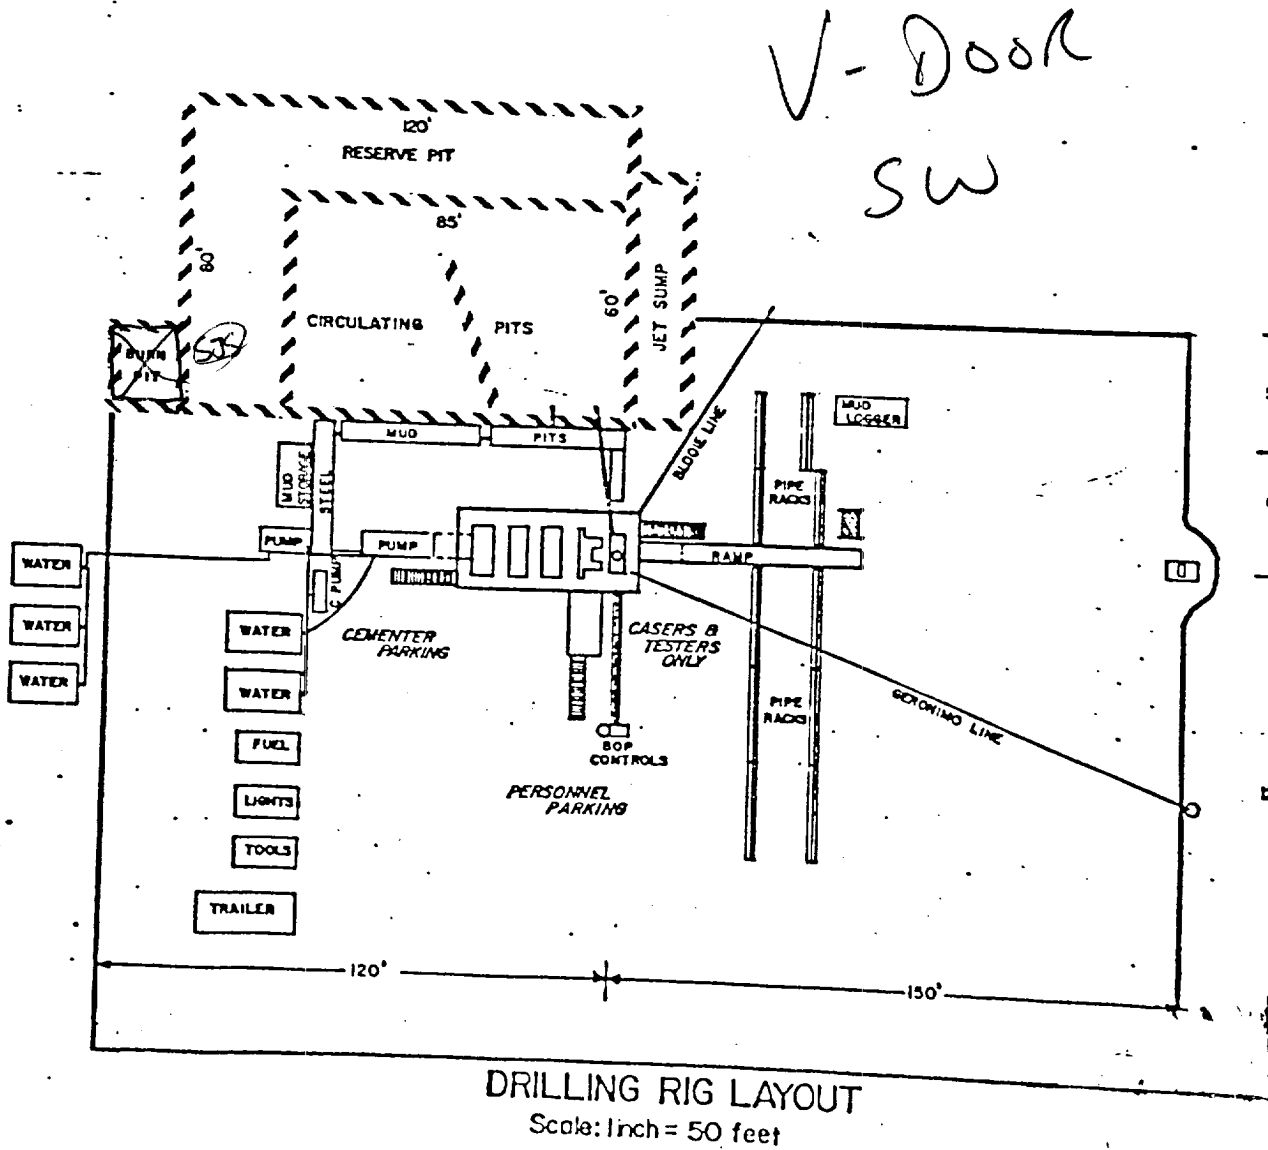 V-DOOR
SW
120'
RESERVE PIT
85'
80'
60'
JET SUMP
CIRCULATING PITS
SJS
BURN
PIT
MUD
LOGGER
BLOOIE LINE
MUD PITS
MUD
STORAGE
STEEL
PIPE
RACKS
PUMP
PUMP
RAMP
WATER
C PUMP
WATER
WATER
CEMENTER
PARKING
CASERS &
TESTERS
ONLY
WATER
WATER
PIPE
RACKS
GERONIMO LINE
FUEL
BOP
CONTROLS
PERSONNEL
PARKING
LIGHTS
TOOLS
TRAILER
120'
150'
DRILLING RIG LAYOUT
Scale: 1inch = 50 feet